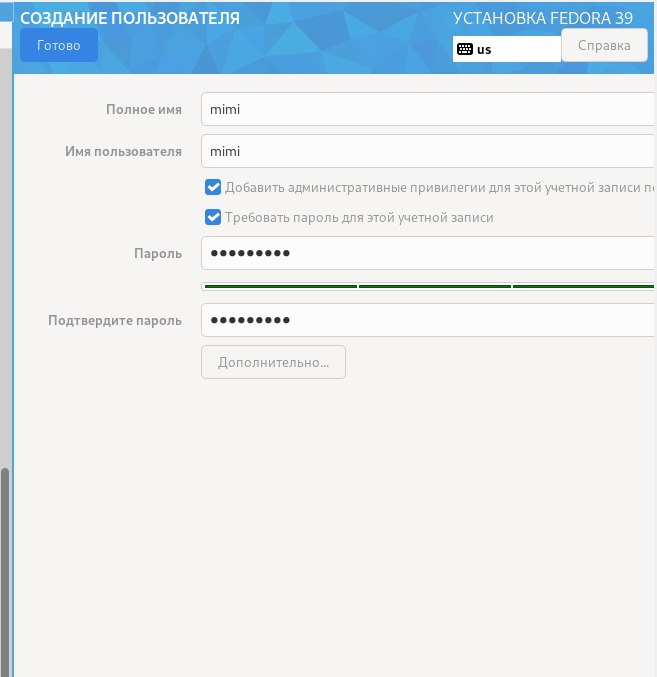 СОЗДАНИЕ ПОЛЬЗОВАТЕЛЯ
УСТАНОВКА FEDORA 39
Готово
us
Справка
Полное имя
mimi
Имя пользователя
mimi
Добавить административные привилегии для этой учетной записи
Требовать пароль для этой учетной записи
Пароль
●●●●●●●●●
Подтвердите пароль
●●●●●●●●●
Дополнительно...